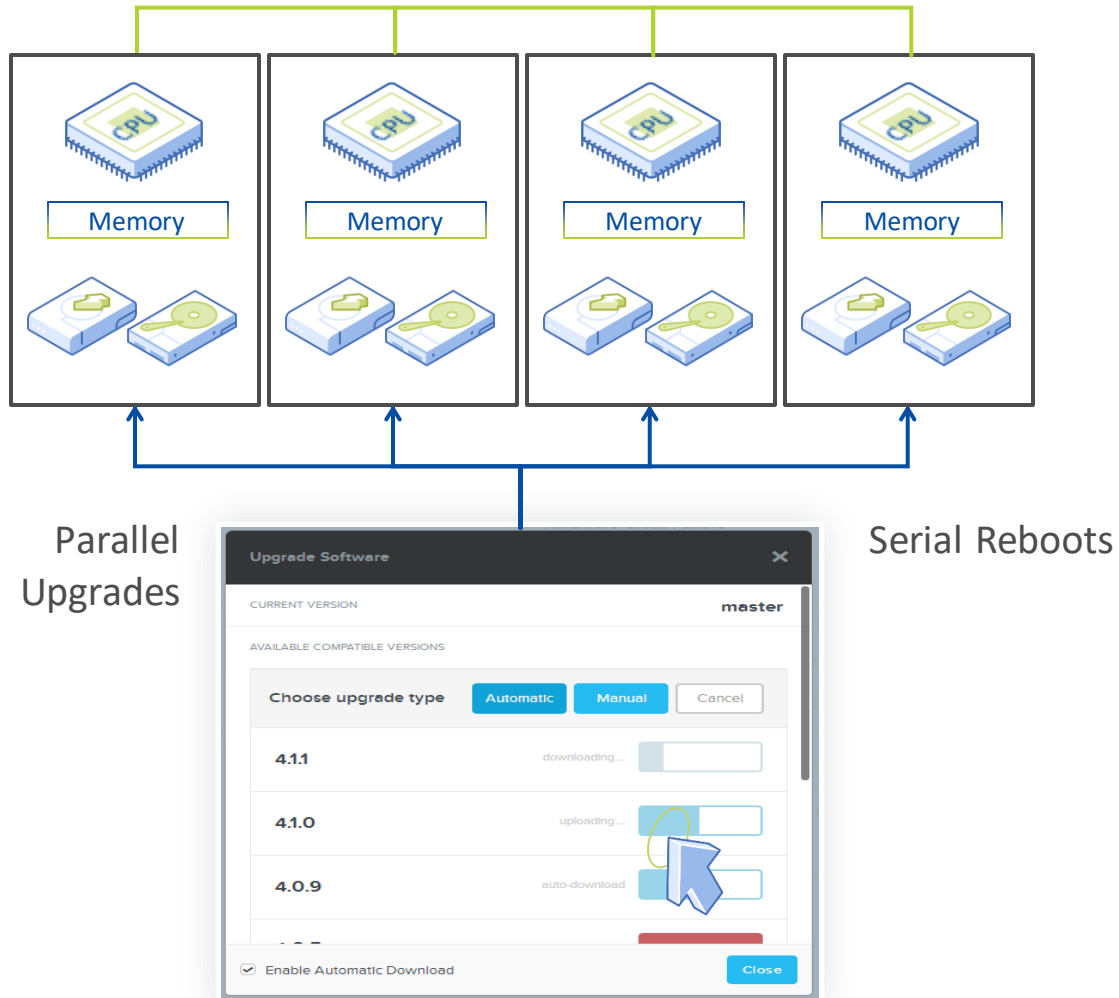 CPU CPU CPU CPU
Memory Memory Memory Memory
Parallel
Upgrades
Serial Reboots
Upgrade Software
CURRENT VERSION master
AVAILABLE COMPATIBLE VERSIONS
Choose upgrade type Automatic Manual Cancel
4.1.1 downloading...
4.1.0 uploading...
4.0.9 auto-download
Enable Automatic Download Close